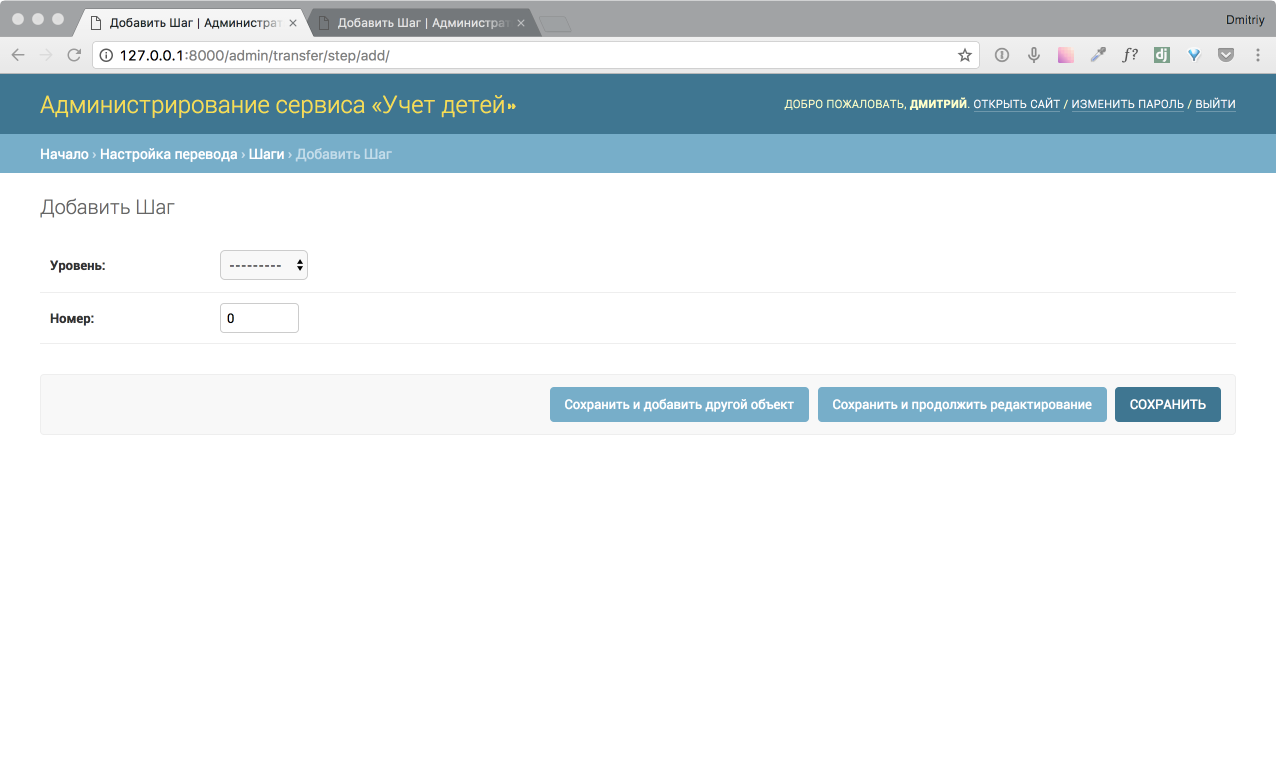 Добавить Шаг | Администрат
Добавить Шаг | Администрат
Dmitriy
127.0.0.1:8000/admin/transfer/step/add/
f?
dj
Администрирование сервиса «Учет детей»
ДОБРО ПОЖАЛОВАТЬ, ДМИТРИЙ. ОТКРЫТЬ САЙТ / ИЗМЕНИТЬ ПАРОЛЬ / ВЫЙТИ
Начало › Настройка перевода › Шаги › Добавить Шаг
Добавить Шаг
Уровень:
---------
Номер:
0
Сохранить и добавить другой объект
Сохранить и продолжить редактирование
СОХРАНИТЬ